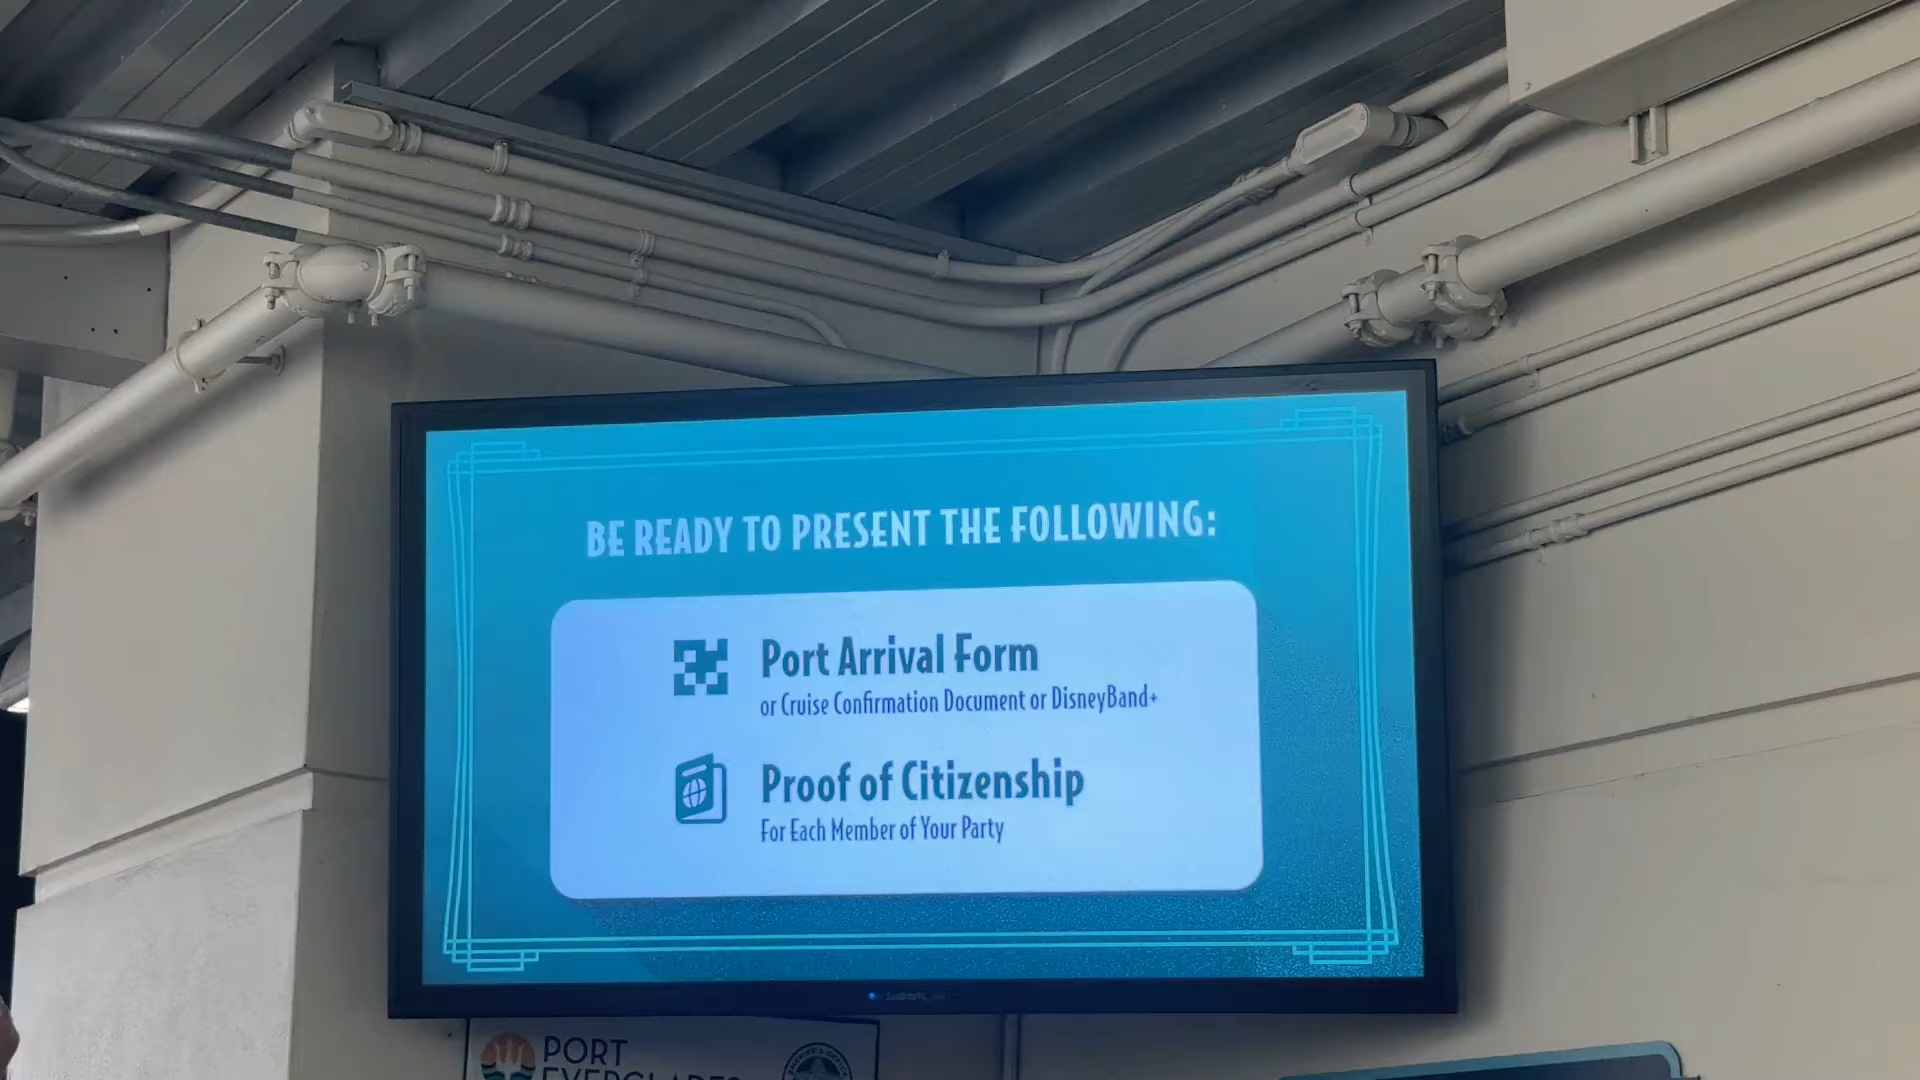 BE READY TO PRESENT THE FOLLOWING:
Port Arrival Form
or Cruise Confirmation Document or DisneyBand+
Proof of Citizenship
For Each Member of Your Party
PORT
EVERGLADES